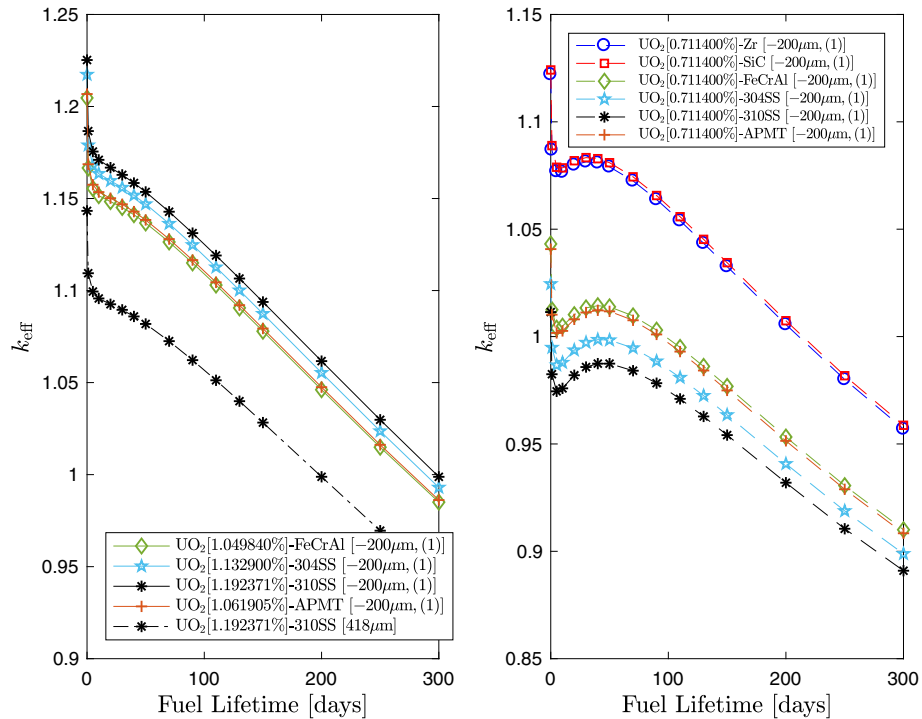 1.25
1.2
1.15
1.1
1.05
1
0.95
0.9
k_eff
0
100
200
300
Fuel Lifetime [days]
UO₂[1.049840%]-FeCrAl [−200μm, (1)]
UO₂[1.132900%]-304SS [−200μm, (1)]
UO₂[1.192371%]-310SS [−200μm, (1)]
UO₂[1.061905%]-APMT [−200μm, (1)]
UO₂[1.192371%]-310SS [418μm]
1.15
1.1
1.05
1
0.95
0.9
0.85
k_eff
0
100
200
300
Fuel Lifetime [days]
UO₂[0.711400%]-Zr [−200μm, (1)]
UO₂[0.711400%]-SiC [−200μm, (1)]
UO₂[0.711400%]-FeCrAl [−200μm, (1)]
UO₂[0.711400%]-304SS [−200μm, (1)]
UO₂[0.711400%]-310SS [−200μm, (1)]
UO₂[0.711400%]-APMT [−200μm, (1)]